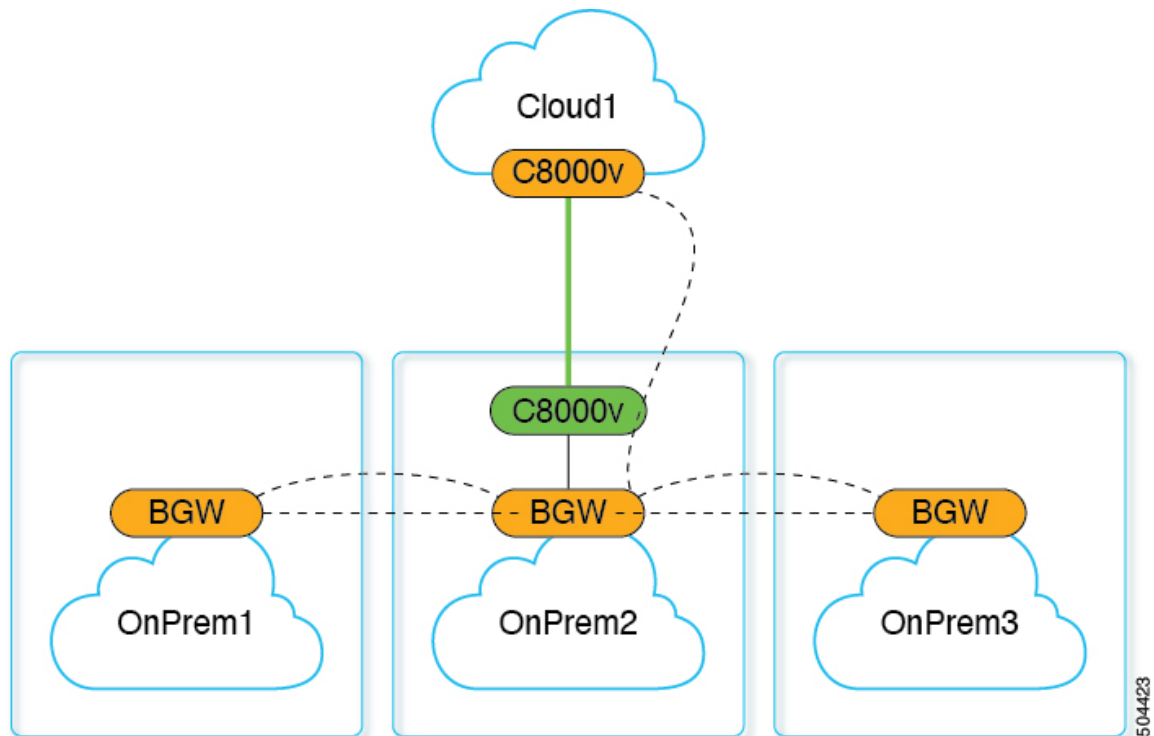 Cloud1
C8000v
C8000v
BGW
BGW
BGW
OnPrem1
OnPrem2
OnPrem3
504423